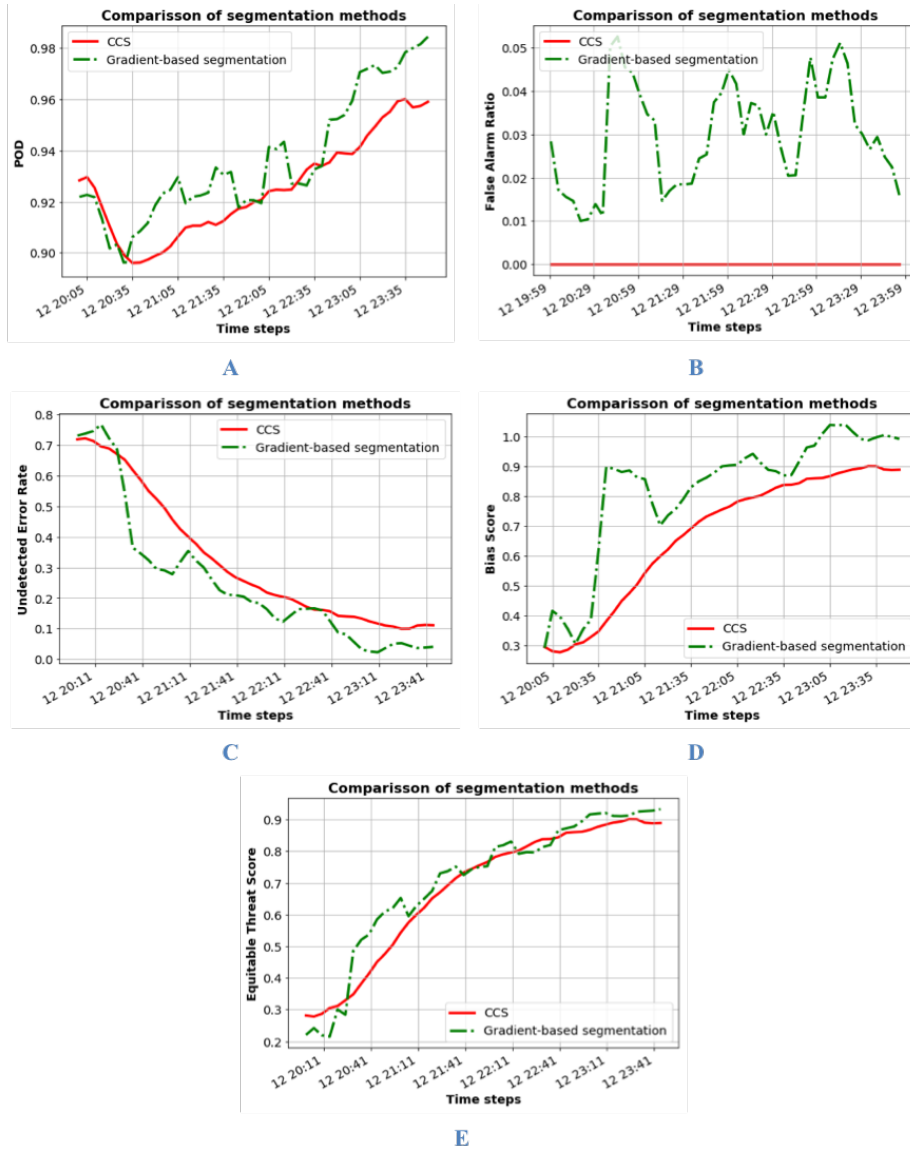 Comparisson of segmentation methods
CCS
Gradient-based segmentation
0.98
0.96
0.94
0.92
0.90
POD
12 20:05
12 20:35
12 21:05
12 21:35
12 22:05
12 22:35
12 23:05
12 23:35
Time steps
A
Comparisson of segmentation methods
CCS
Gradient-based segmentation
0.05
0.04
0.03
0.02
0.01
0.00
False Alarm Ratio
12 19:59
12 20:29
12 20:59
12 21:29
12 21:59
12 22:29
12 22:59
12 23:29
12 23:59
Time steps
B
Comparisson of segmentation methods
CCS
Gradient-based segmentation
0.8
0.7
0.6
0.5
0.4
0.3
0.2
0.1
0.0
Undetected Error Rate
12 20:11
12 20:41
12 21:11
12 21:41
12 22:11
12 22:41
12 23:11
12 23:41
Time steps
C
Comparisson of segmentation methods
1.0
0.9
0.8
0.7
0.6
0.5
0.4
0.3
Bias Score
CCS
Gradient-based segmentation
12 20:05
12 20:35
12 21:05
12 21:35
12 22:05
12 22:35
12 23:05
12 23:35
Time steps
D
Comparisson of segmentation methods
0.9
0.8
0.7
0.6
0.5
0.4
0.3
0.2
Equitable Threat Score
CCS
Gradient-based segmentation
12 20:11
12 20:41
12 21:11
12 21:41
12 22:11
12 22:41
12 23:11
12 23:41
Time steps
E